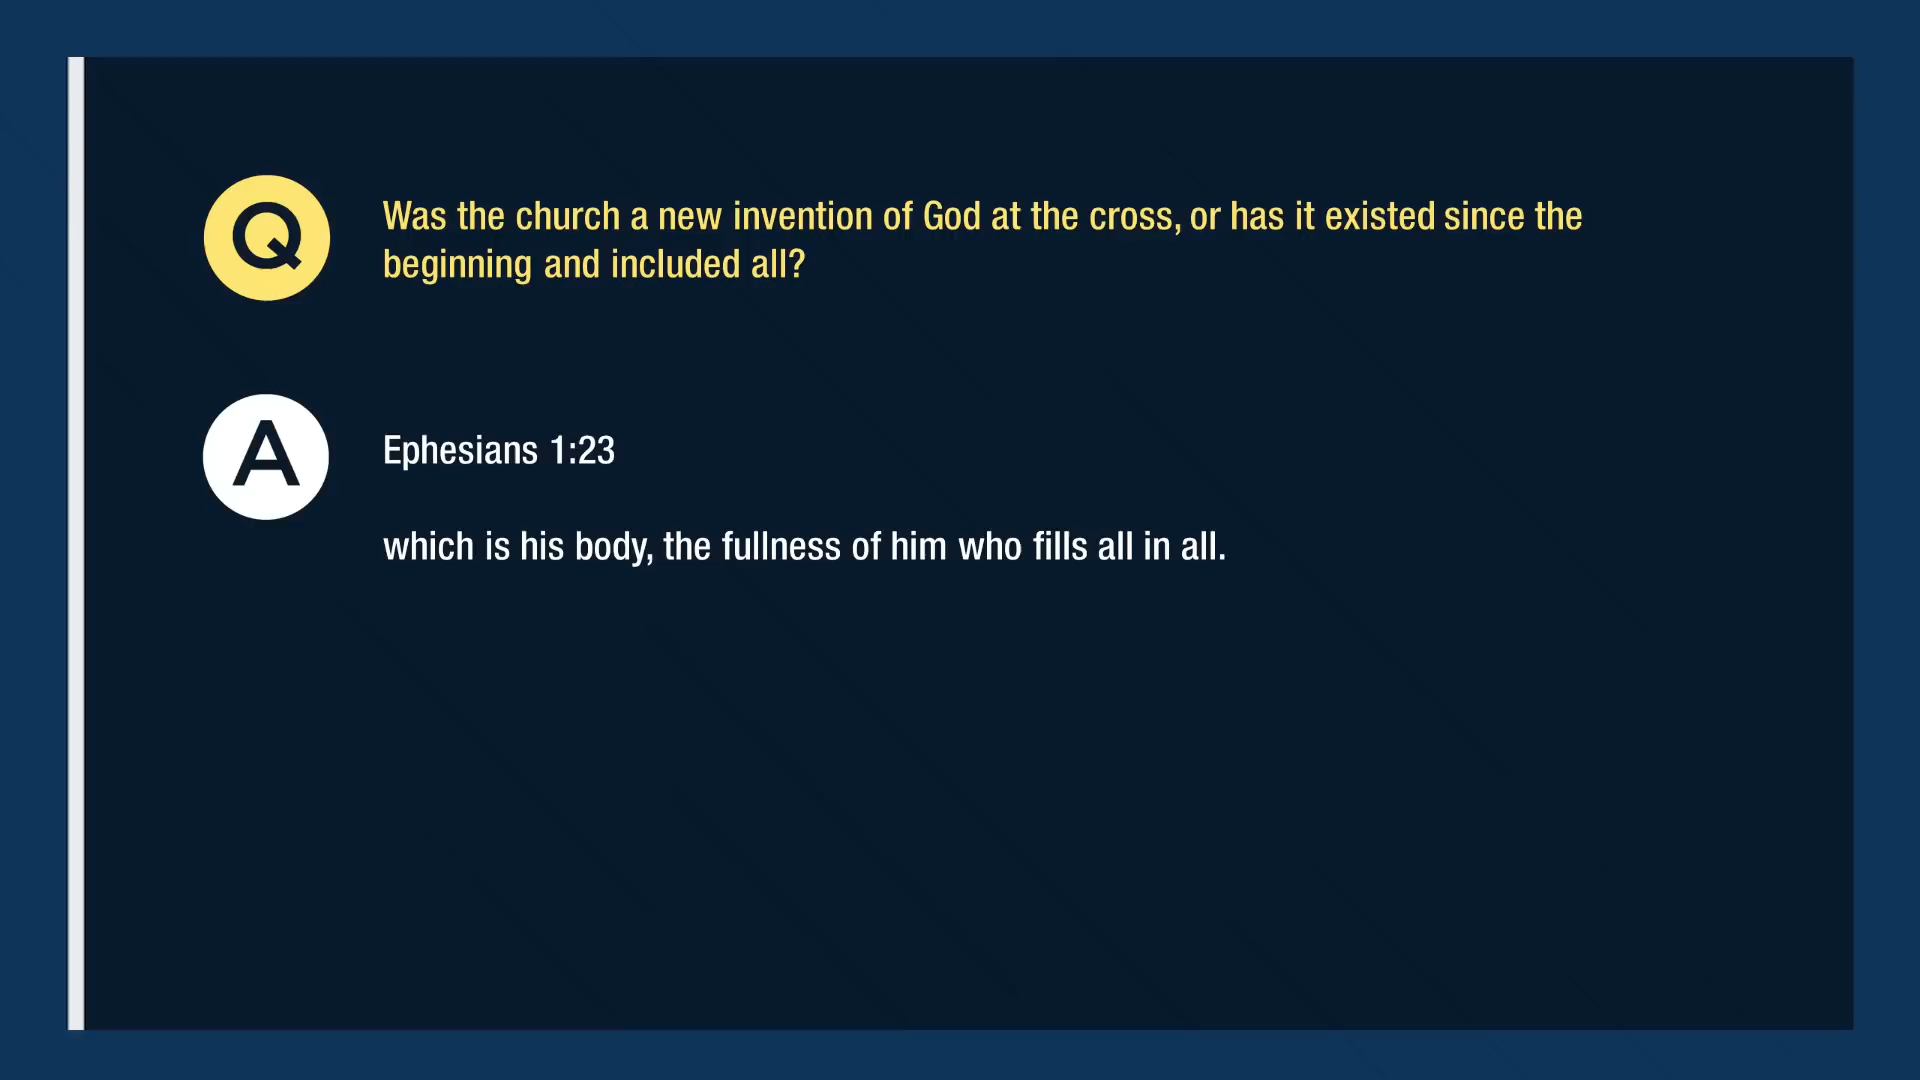 Q
Was the church a new invention of God at the cross, or has it existed since the
beginning and included all?
A
Ephesians 1:23
which is his body, the fullness of him who fills all in all.